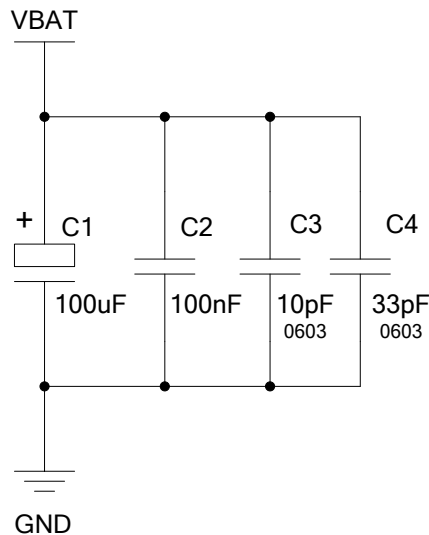 VBAT
+ C1 C2 C3 C4
100uF 100nF 10pF 33pF
0603 0603
GND